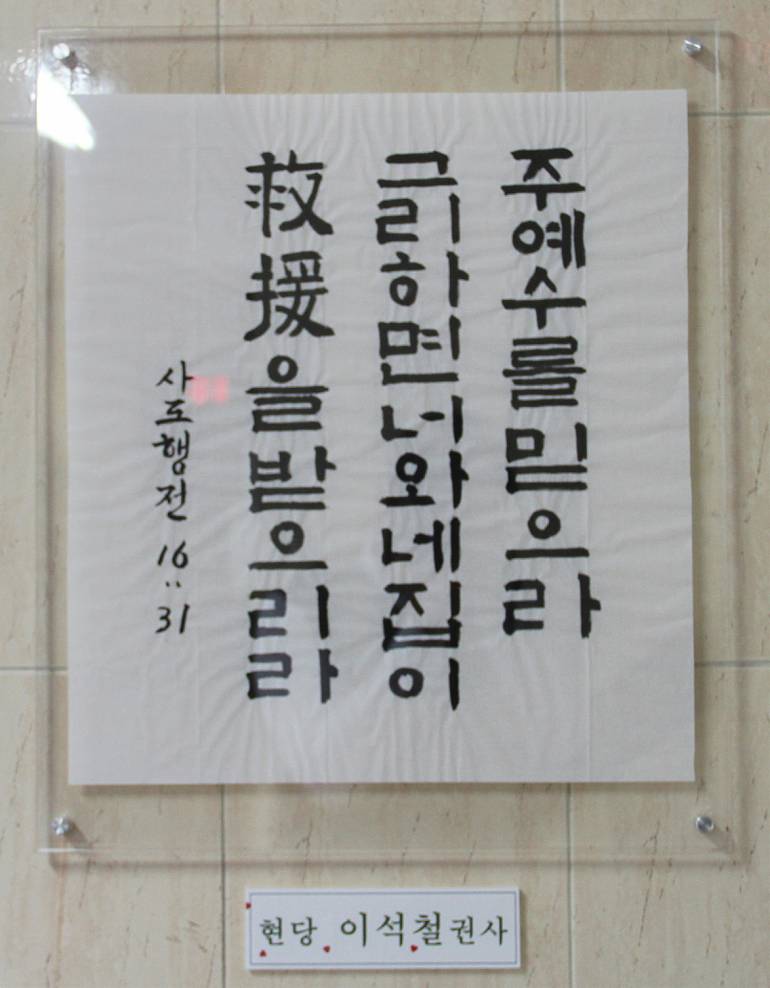 주예수를믿으라
그리하면너와네집이
救援을받으리라
사도행전 16:31
현당 이석철권사